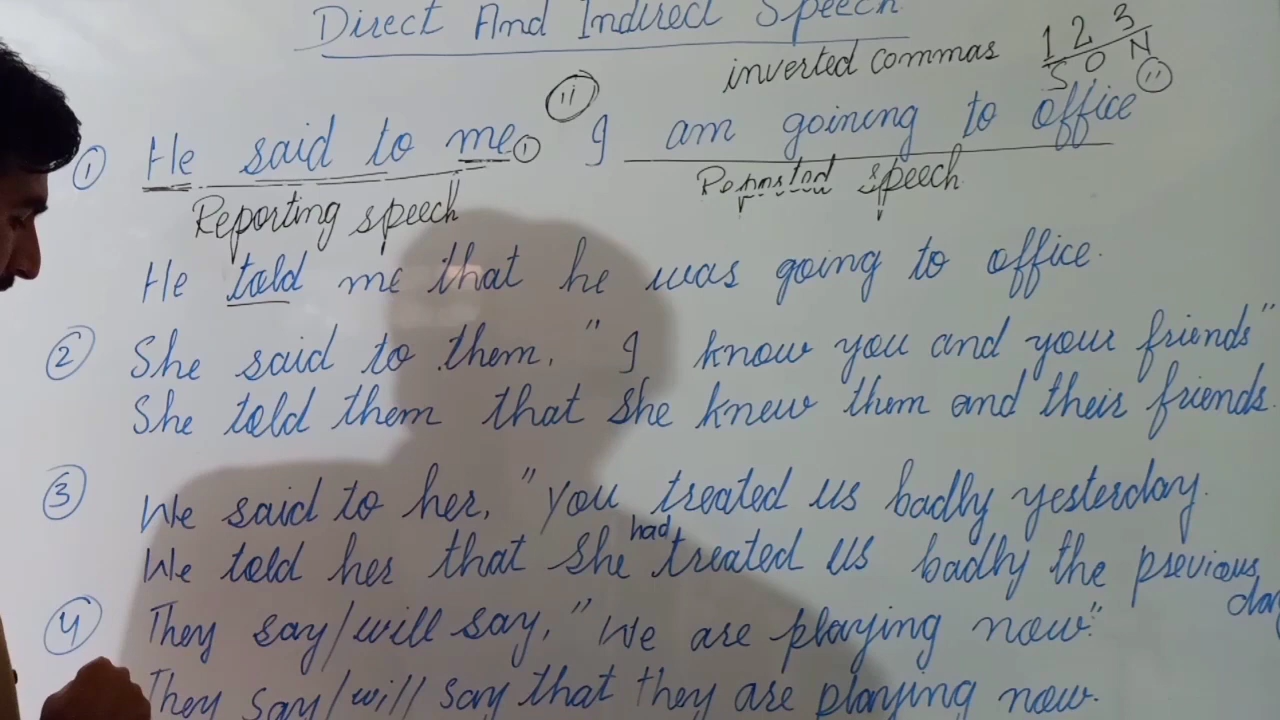 Direct And Indirect Speech
inverted commas 1 2 3
S O N
① He said to me, " I am goining to office "
Reporting speech Reported speech
He told me that he was going to office.
② She said to them, " I know you and your friends"
She told them that she knew them and their friends.
③ We said to her, "you treated us badly yesterday.
We told her that she had treated us badly the previous day
④ They say/will say, "We are playing now."
They say/will say that they are playing now.